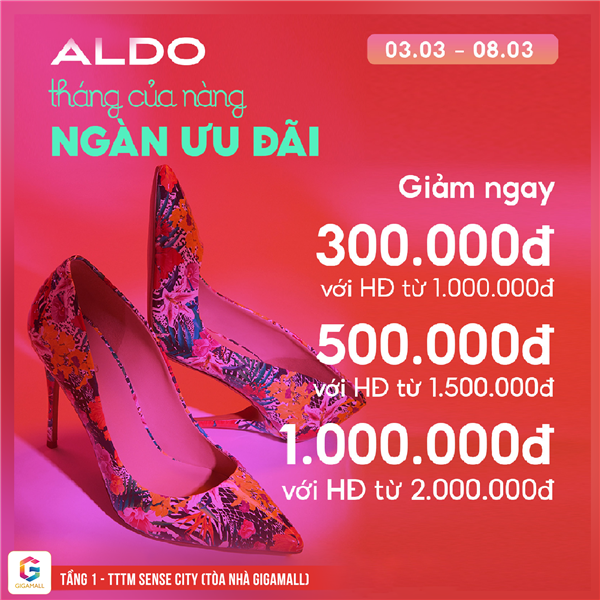 ALDO
03.03 - 08.03
tháng của nàng
NGÀN ƯU ĐÃI
Giảm ngay
300.000đ
với HĐ từ 1.000.000đ
500.000đ
với HĐ từ 1.500.000đ
1.000.000đ
với HĐ từ 2.000.000đ
GIGAMALL
TẦNG 1 - TTTM SENSE CITY (TÒA NHÀ GIGAMALL)